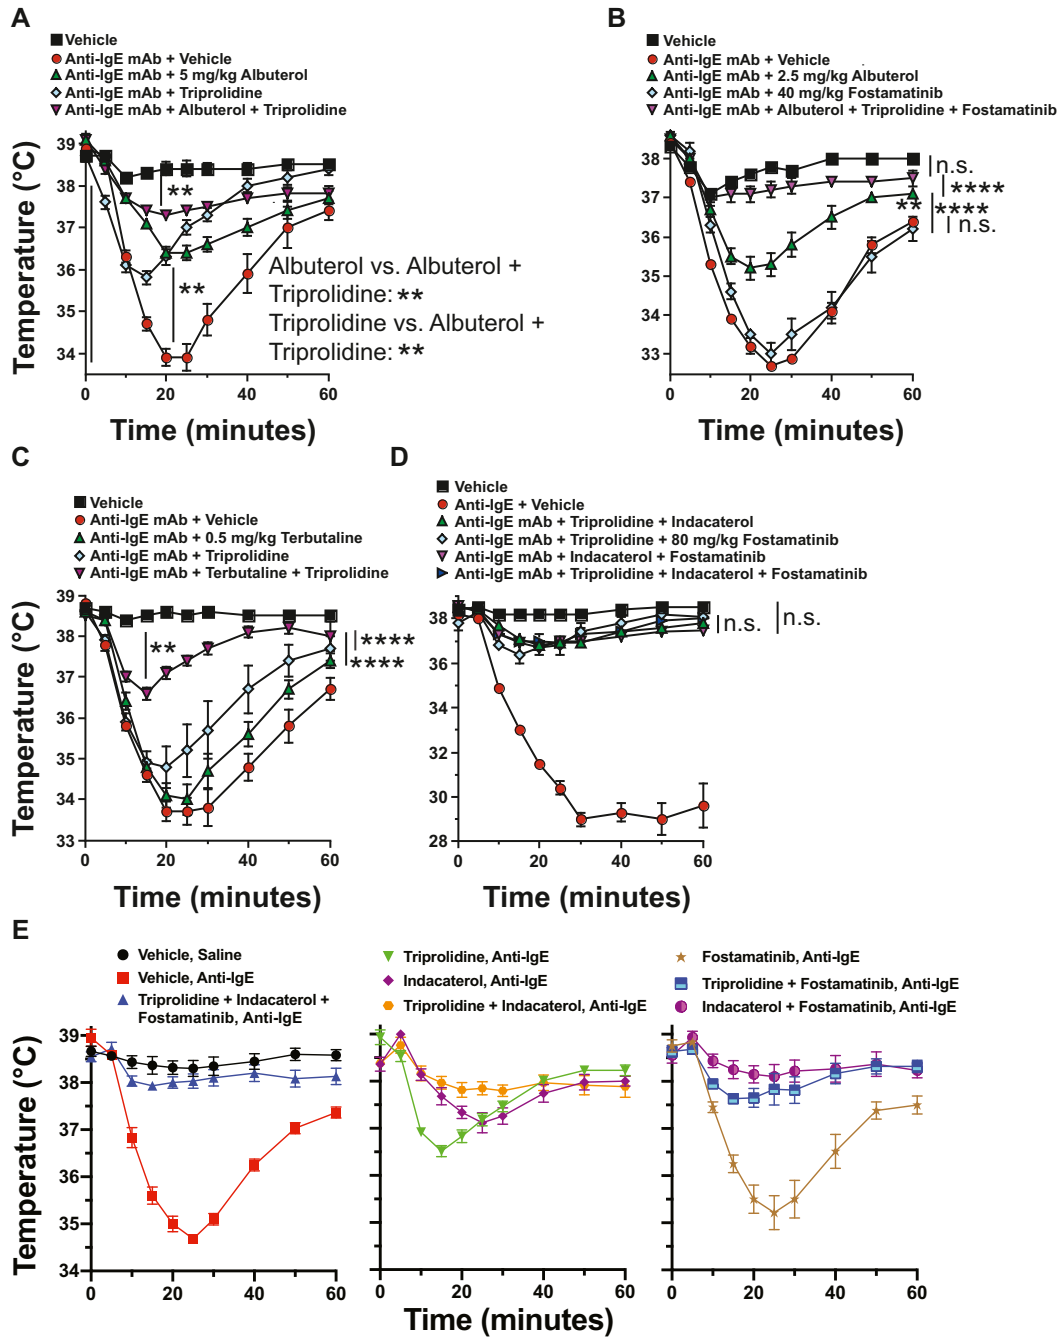 A
Vehicle
Anti-IgE mAb + Vehicle
Anti-IgE mAb + 5 mg/kg Albuterol
Anti-IgE mAb + Triprolidine
Anti-IgE mAb + Albuterol + Triprolidine
Temperature (°C)
39
38
37
36
35
34
**
**
Albuterol vs. Albuterol +
Triprolidine: **
Triprolidine vs. Albuterol +
Triprolidine: **
0 20 40 60
Time (minutes)
B
Vehicle
Anti-IgE mAb + Vehicle
Anti-IgE mAb + 2.5 mg/kg Albuterol
Anti-IgE mAb + 40 mg/kg Fostamatinib
Anti-IgE mAb + Albuterol + Triprolidine + Fostamatinib
38
37
36
35
34
33
n.s.
****
** ****
n.s.
0 20 40 60
Time (minutes)
C
Vehicle
Anti-IgE mAb + Vehicle
Anti-IgE mAb + 0.5 mg/kg Terbutaline
Anti-IgE mAb + Triprolidine
Anti-IgE mAb + Terbutaline + Triprolidine
Temperature (°C)
39
38
37
36
35
34
33
**
****
****
0 20 40 60
Time (minutes)
D
Vehicle
Anti-IgE + Vehicle
Anti-IgE mAb + Triprolidine + Indacaterol
Anti-IgE mAb + Triprolidine + 80 mg/kg Fostamatinib
Anti-IgE mAb + Indacaterol + Fostamatinib
Anti-IgE mAb + Triprolidine + Indacaterol + Fostamatinib
38
36
34
32
30
28
n.s.
n.s.
0 20 40 60
Time (minutes)
E
Vehicle, Saline
Vehicle, Anti-IgE
Triprolidine + Indacaterol +
Fostamatinib, Anti-IgE
Triprolidine, Anti-IgE
Indacaterol, Anti-IgE
Triprolidine + Indacaterol, Anti-IgE
Fostamatinib, Anti-IgE
Triprolidine + Fostamatinib, Anti-IgE
Indacaterol + Fostamatinib, Anti-IgE
Temperature (°C)
39
38
37
36
35
34
0 20 40 60
0 20 40 60
0 20 40 60
Time (minutes)